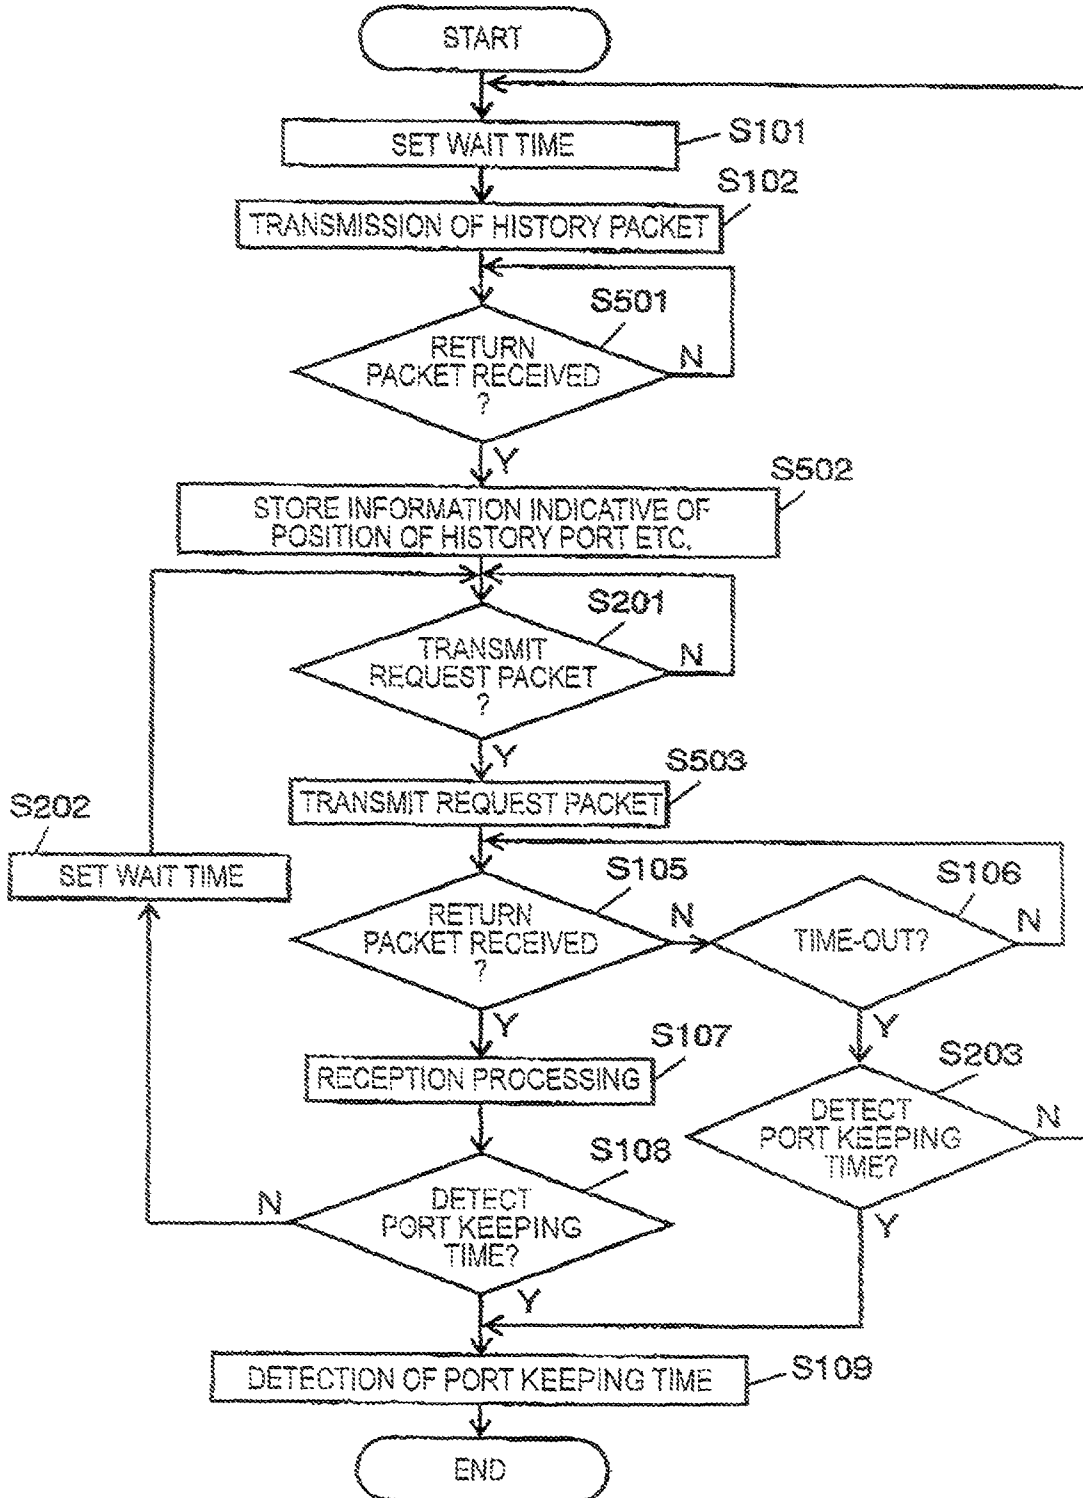 START
SET WAIT TIME
S101
S102
TRANSMISSION OF HISTORY PACKET
S501
RETURN
PACKET RECEIVED
?
N
Y
S502
STORE INFORMATION INDICATIVE OF
POSITION OF HISTORY PORT ETC.
S201
TRANSMIT
REQUEST PACKET
?
N
Y
S503
TRANSMIT REQUEST PACKET
S202
SET WAIT TIME
S105
RETURN
PACKET RECEIVED
?
N
S106
TIME-OUT?
N
Y
Y
S107
RECEPTION PROCESSING
S203
DETECT
PORT KEEPING
TIME?
N
Y
S108
DETECT
PORT KEEPING
TIME?
N
Y
DETECTION OF PORT KEEPING TIME
S109
END